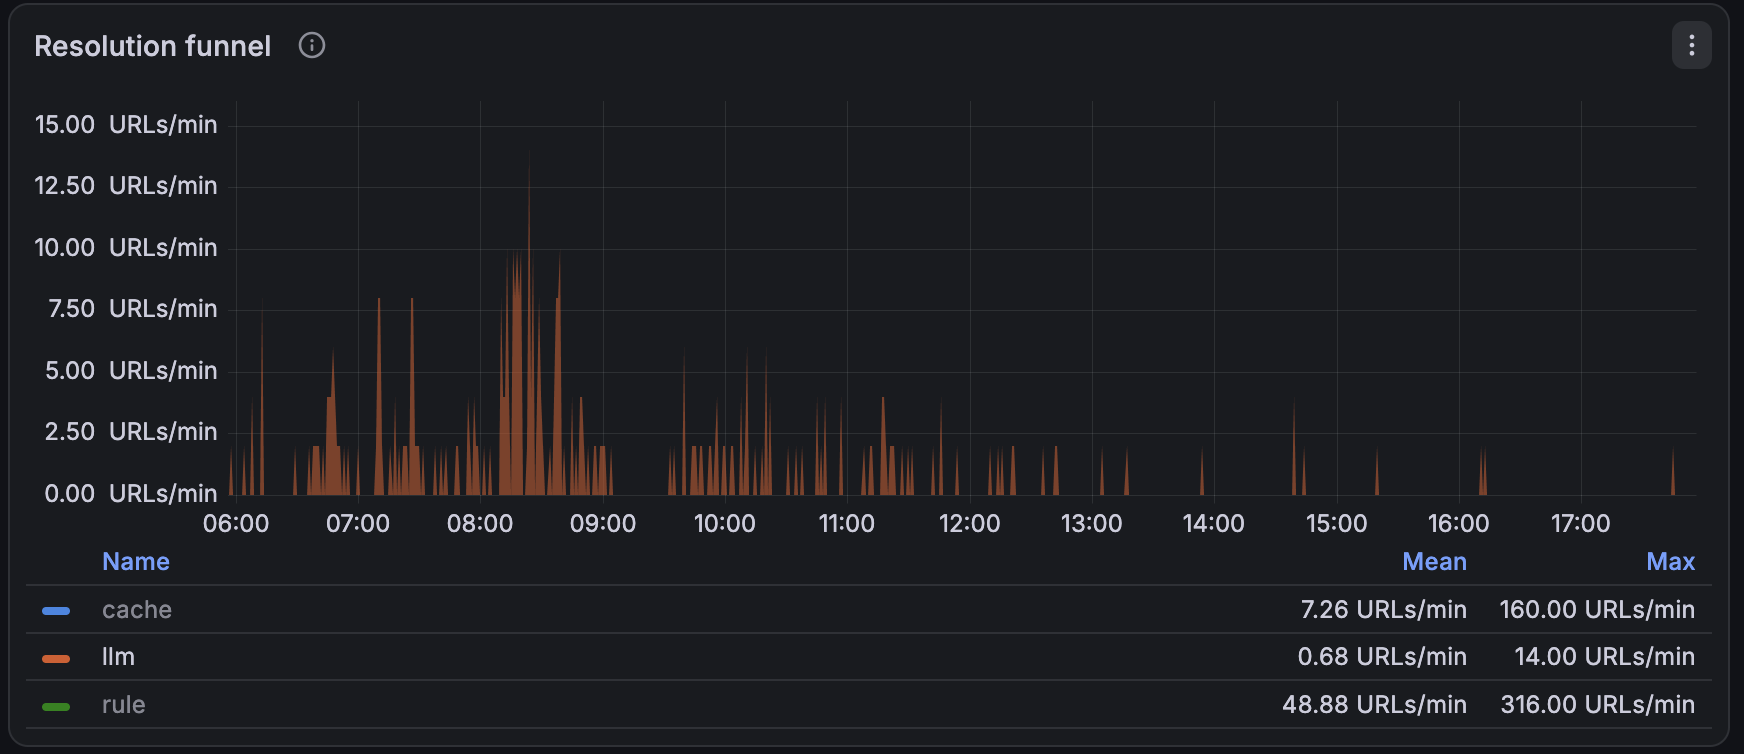 Resolution funnel
15.00 URLs/min
12.50 URLs/min
10.00 URLs/min
7.50 URLs/min
5.00 URLs/min
2.50 URLs/min
0.00 URLs/min
06:00 07:00 08:00 09:00 10:00 11:00 12:00 13:00 14:00 15:00 16:00 17:00
Name Mean Max
cache 7.26 URLs/min 160.00 URLs/min
llm 0.68 URLs/min 14.00 URLs/min
rule 48.88 URLs/min 316.00 URLs/min